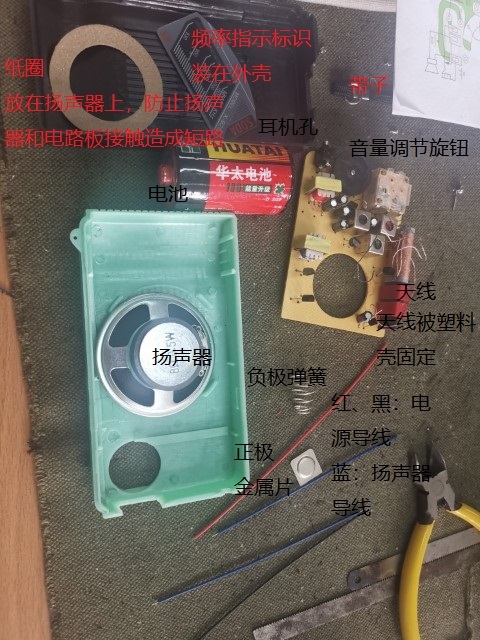 频率指示标识
装在外壳
纸圈
放在扬声器上，防止扬声
器和电路板接触造成短路
带子
耳机孔
音量调节旋钮
HUATAI
华太电池
电池
天线
天线被塑料
壳固定
扬声器
负极弹簧
红、黑：电
源导线
蓝：扬声器
导线
正极
金属片